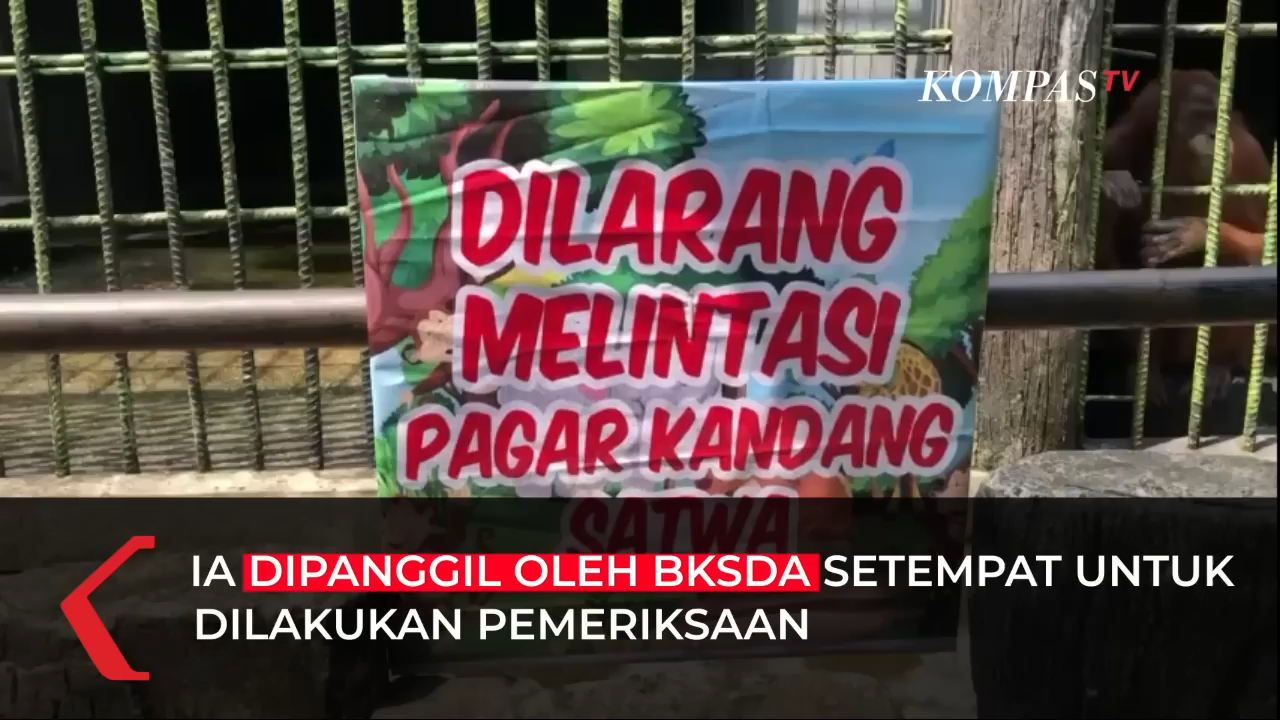 KOMPASTV
DILARANG
MELINTASI
PAGAR KANDANG
SATWA
IA DIPANGGIL OLEH BKSDA SETEMPAT UNTUK
DILAKUKAN PEMERIKSAAN